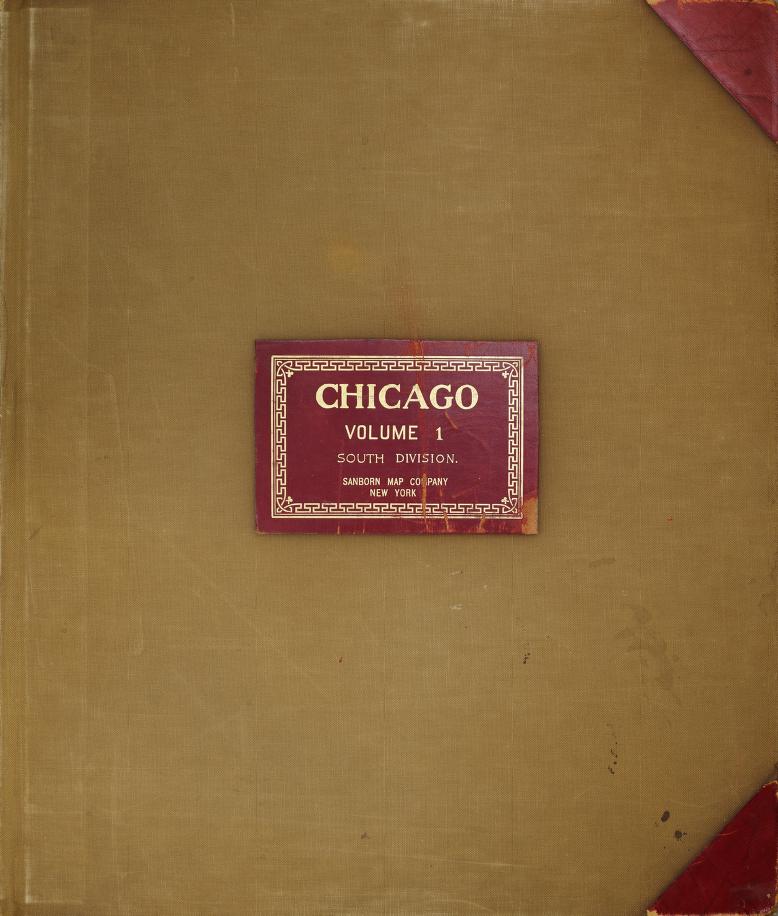 CHICAGO
VOLUME 1
SOUTH DIVISION.
SANBORN MAP COMPANY
NEW YORK